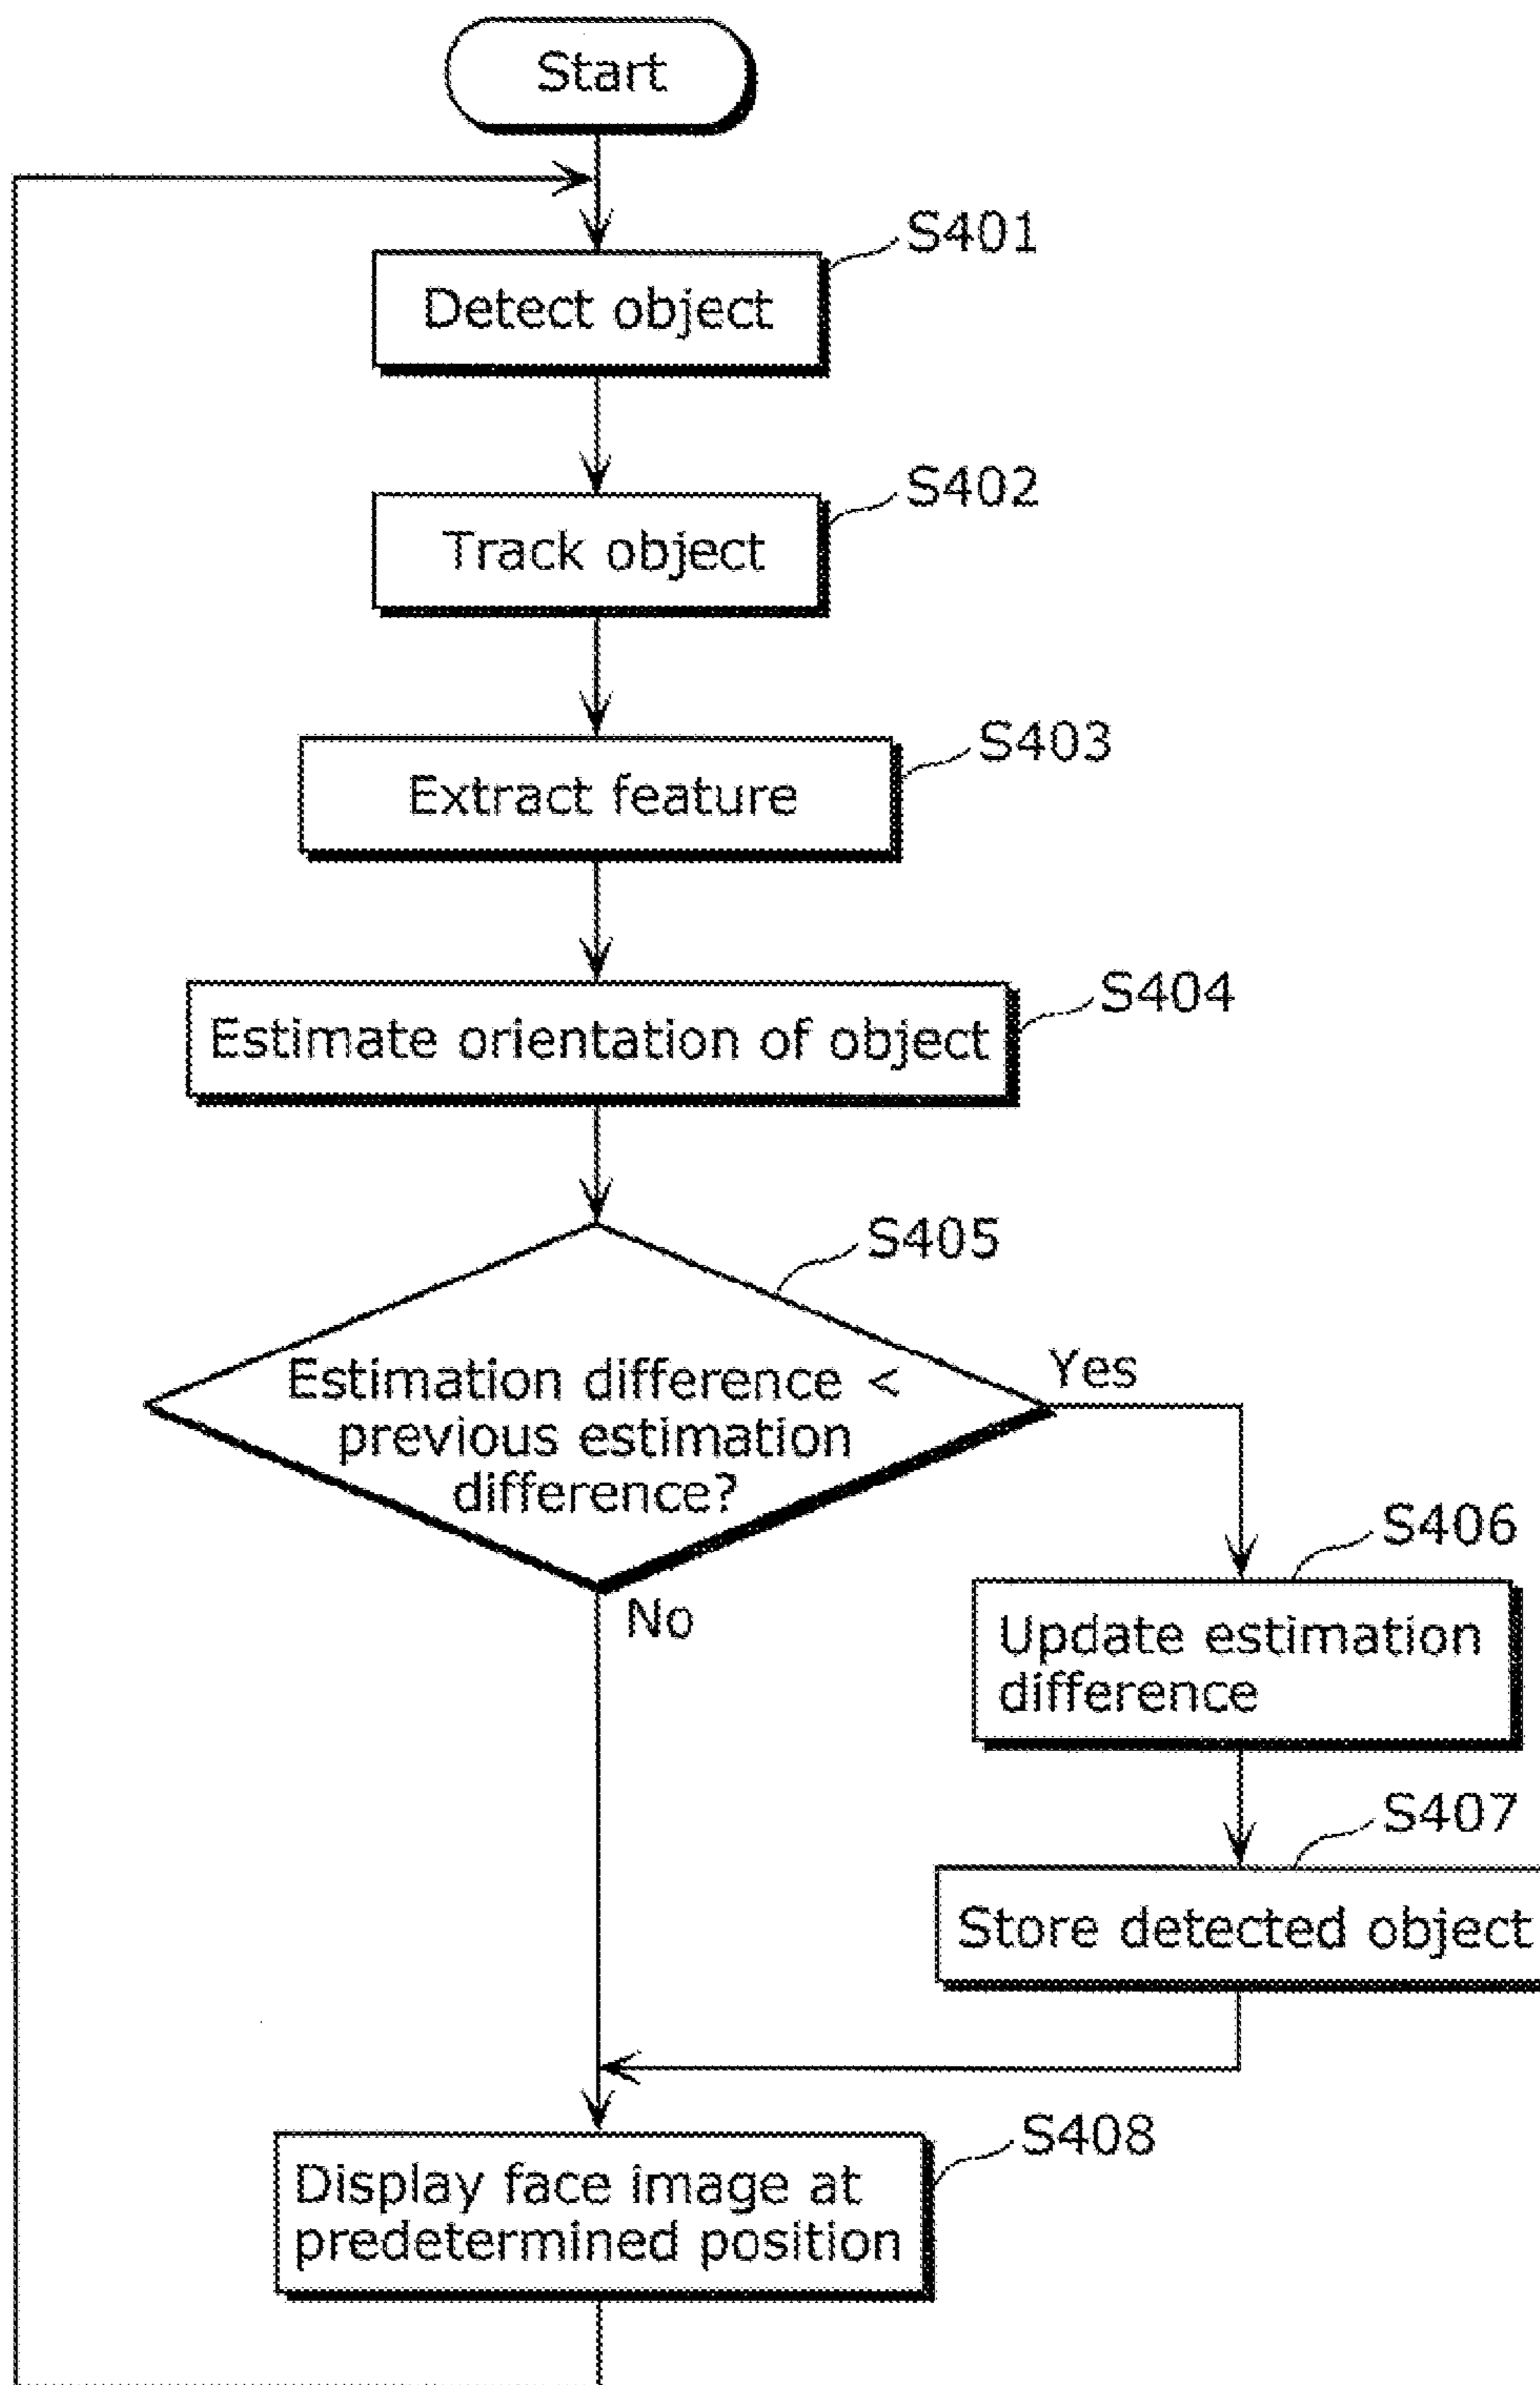 Start
S401
Detect object
S402
Track object
S403
Extract feature
S404
Estimate orientation of object
S405
Estimation difference <
previous estimation
difference?
Yes
No
S406
Update estimation
difference
S407
Store detected object
S408
Display face image at
predetermined position